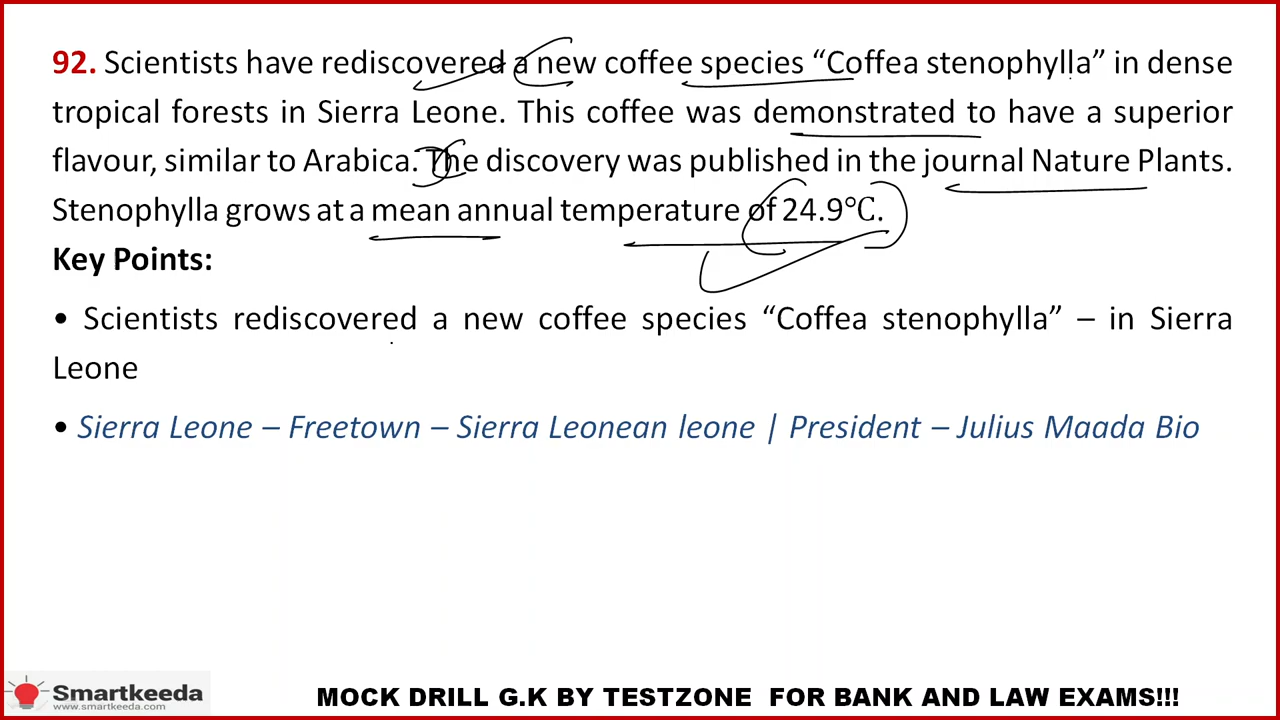 92. Scientists have rediscovered a new coffee species “Coffea stenophylla” in dense
tropical forests in Sierra Leone. This coffee was demonstrated to have a superior
flavour, similar to Arabica. The discovery was published in the journal Nature Plants.
Stenophylla grows at a mean annual temperature of 24.9°C.
Key Points:
• Scientists rediscovered a new coffee species “Coffea stenophylla” – in Sierra
Leone
• Sierra Leone – Freetown – Sierra Leonean leone | President – Julius Maada Bio
Smartkeeda
www.smartkeeda.com
MOCK DRILL G.K BY TESTZONE FOR BANK AND LAW EXAMS!!!